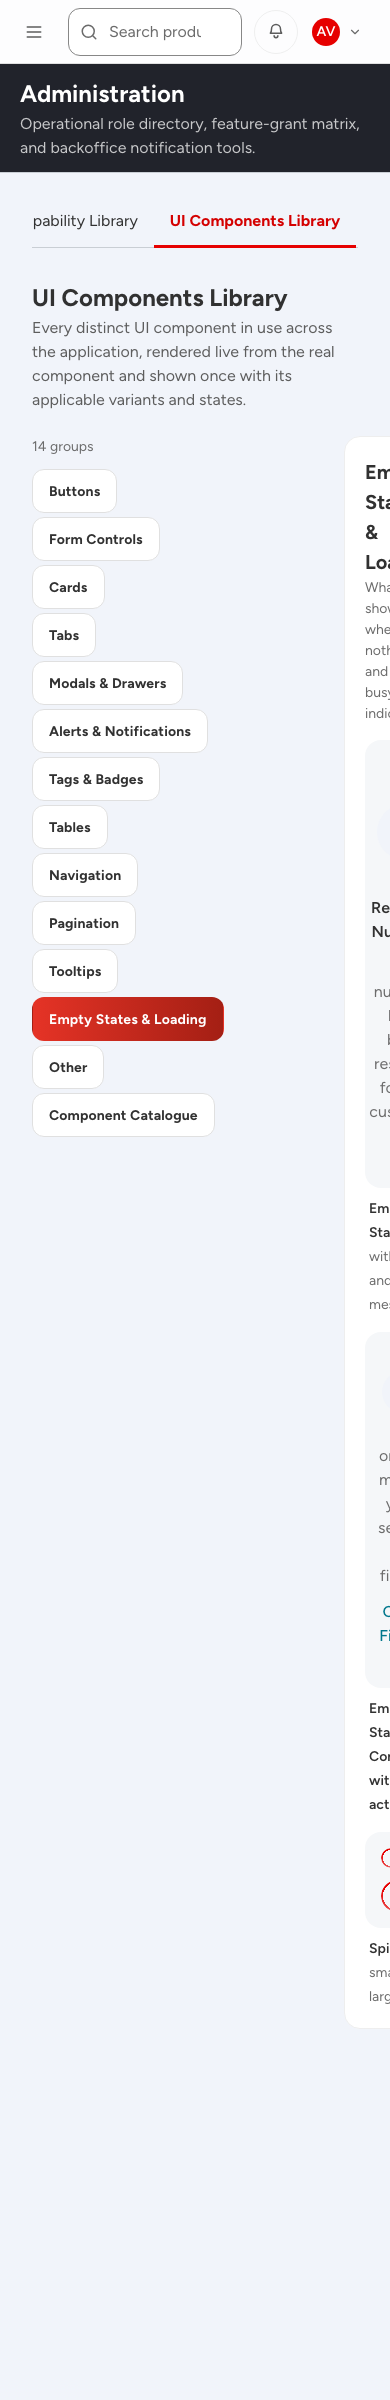 Search produ
AV
Administration
Operational role directory, feature-grant matrix,
and backoffice notification tools.
pability Library
UI Components Library
UI Components Library
Every distinct UI component in use across
the application, rendered live from the real
component and shown once with its
applicable variants and states.
14 groups
Buttons
Form Controls
Cards
Tabs
Modals & Drawers
Alerts & Notifications
Tags & Badges
Tables
Navigation
Pagination
Tooltips
Empty States & Loading
Other
Component Catalogue
&
and